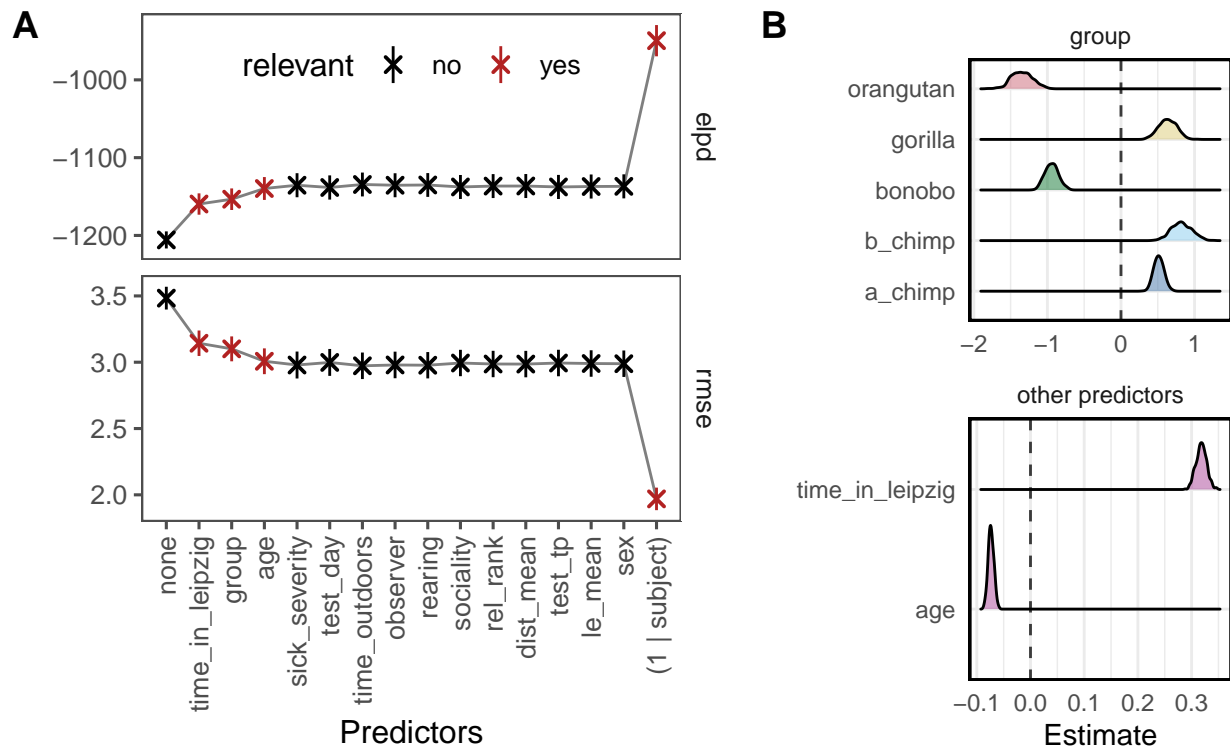 A
relevant no yes
−1000
−1100
−1200
elpd
3.5
3.0
2.5
2.0
rmse
none
time_in_leipzig
group
age
sick_severity
test_day
time_outdoors
observer
rearing
sociality
rel_rank
dist_mean
test_tp
le_mean
sex
(1 | subject)
Predictors
B
group
orangutan
gorilla
bonobo
b_chimp
a_chimp
−2 −1 0 1
other predictors
time_in_leipzig
age
−0.1 0.0 0.1 0.2 0.3
Estimate